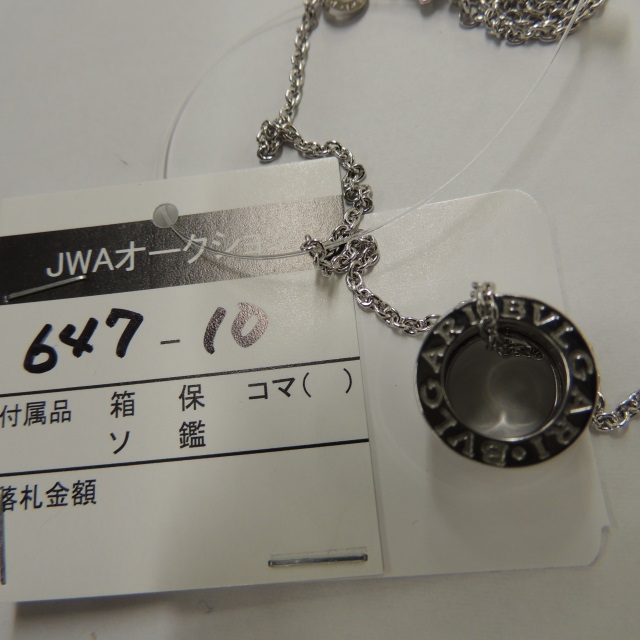 JWAオークショ
647-10
付属品 箱 保 コマ( )
ソ 鑑
落札金額
BVLGARI BVLGARI